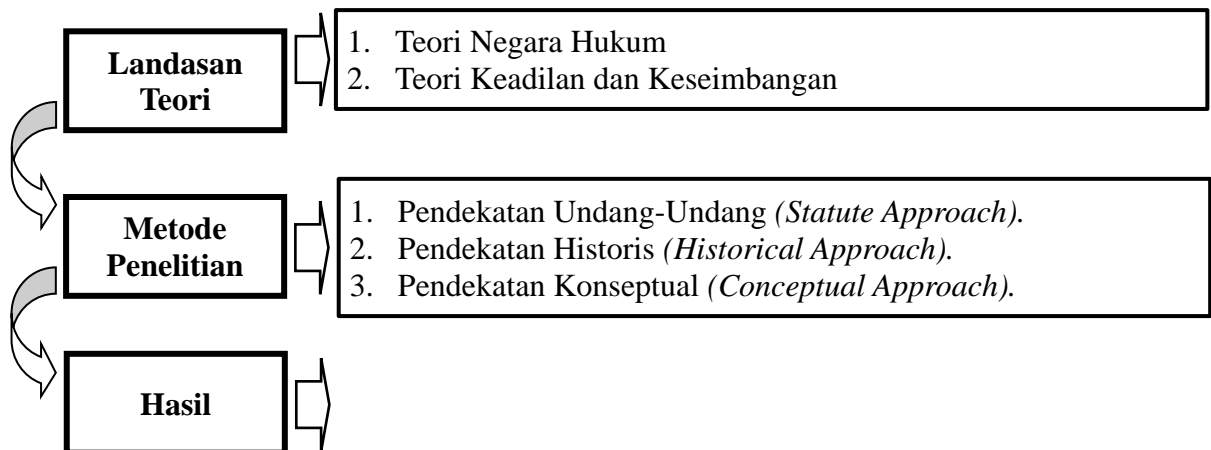 Landasan
Teori
1. Teori Negara Hukum
2. Teori Keadilan dan Keseimbangan
Metode
Penelitian
1. Pendekatan Undang-Undang (Statute Approach).
2. Pendekatan Historis (Historical Approach).
3. Pendekatan Konseptual (Conceptual Approach).
Hasil